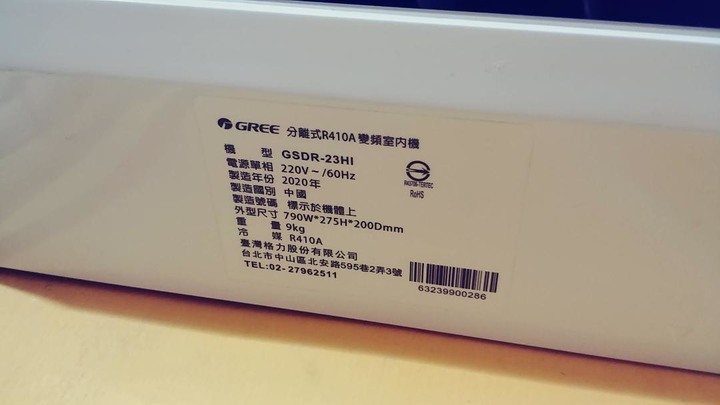 GREE 分離式R410A變頻室內機
機 型 GSDR-23HI
電源單相 220V~/60Hz
製造年份 2020年
製造國別 中國
製造號碼 標示於機體上
外型尺寸 790W*275H*200Dmm
重 量 9kg
冷 媒 R410A
臺灣格力股份有限公司
台北市中山區北安路595巷2弄3號
TEL:02-27962511
RoHS
63239900286